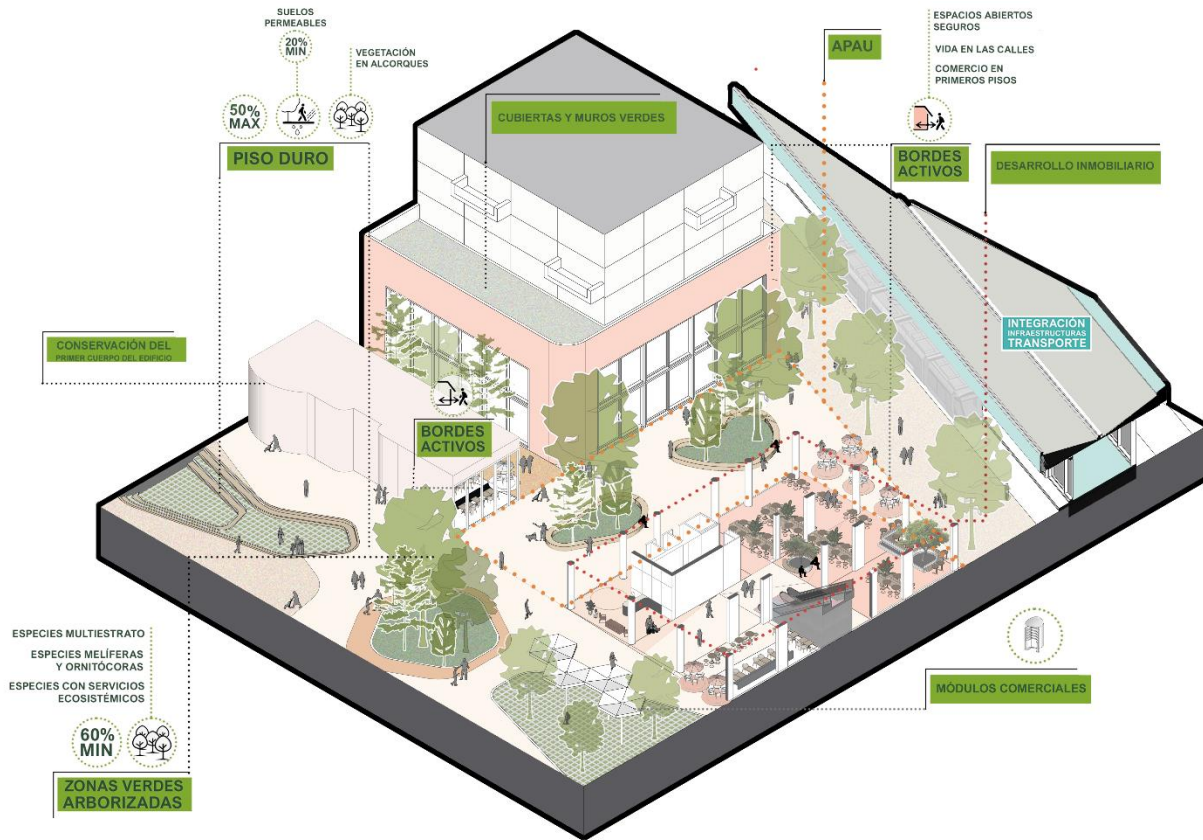 SUELOS
PERMEABLES
20%
MIN
VEGETACIÓN
EN ALCORQUES
50%
MAX
PISO DURO
CUBIERTAS Y MUROS VERDES
APAU
ESPACIOS ABIERTOS
SEGUROS
VIDA EN LAS CALLES
COMERCIO EN
PRIMEROS PISOS
BORDES
ACTIVOS
DESARROLLO INMOBILIARIO
INTEGRACIÓN
INFRAESTRUCTURAS
TRANSPORTE
CONSERVACIÓN DEL
PRIMER CUERPO DEL EDIFICIO
BORDES
ACTIVOS
ESPECIES MULTIESTRATO
ESPECIES MELÍFERAS
Y ORNITÓCORAS
ESPECIES CON SERVICIOS
ECOSISTÉMICOS
60%
MIN
ZONAS VERDES
ARBORIZADAS
MÓDULOS COMERCIALES